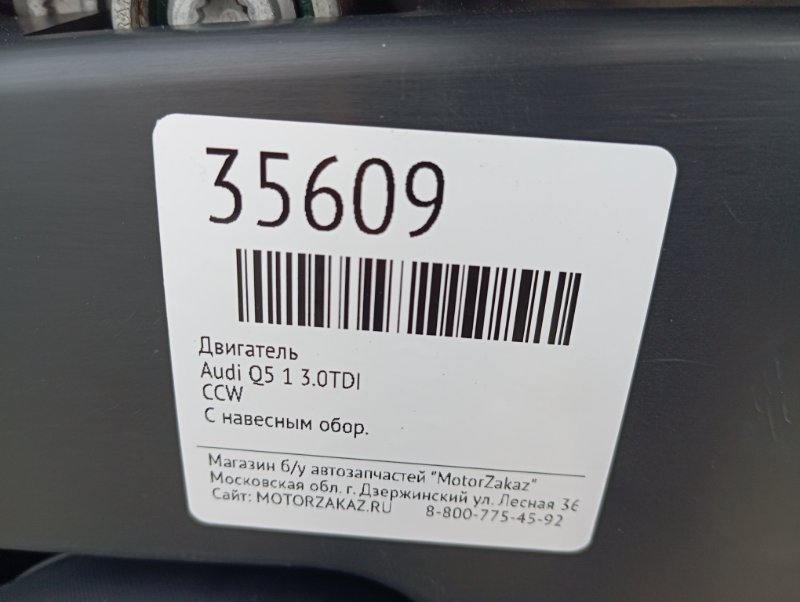 35609
Двигатель
Audi Q5 1 3.0TDI
CCW
С навесным обор.
Магазин б/у автозапчастей "MotorZakaz"
Московская обл. г. Дзержинский ул. Лесная 36
Сайт: MOTORZAKAZ.RU 8-800-775-45-92